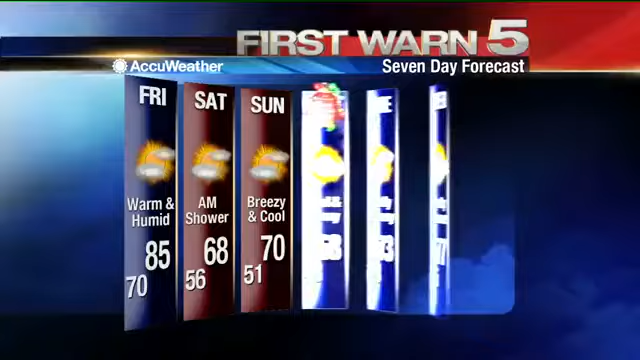 FIRST WARN 5
AccuWeather
Seven Day Forecast
FRI
Warm &
Humid
85
70
SAT
AM
Shower
68
56
SUN
Breezy
& Cool
70
51